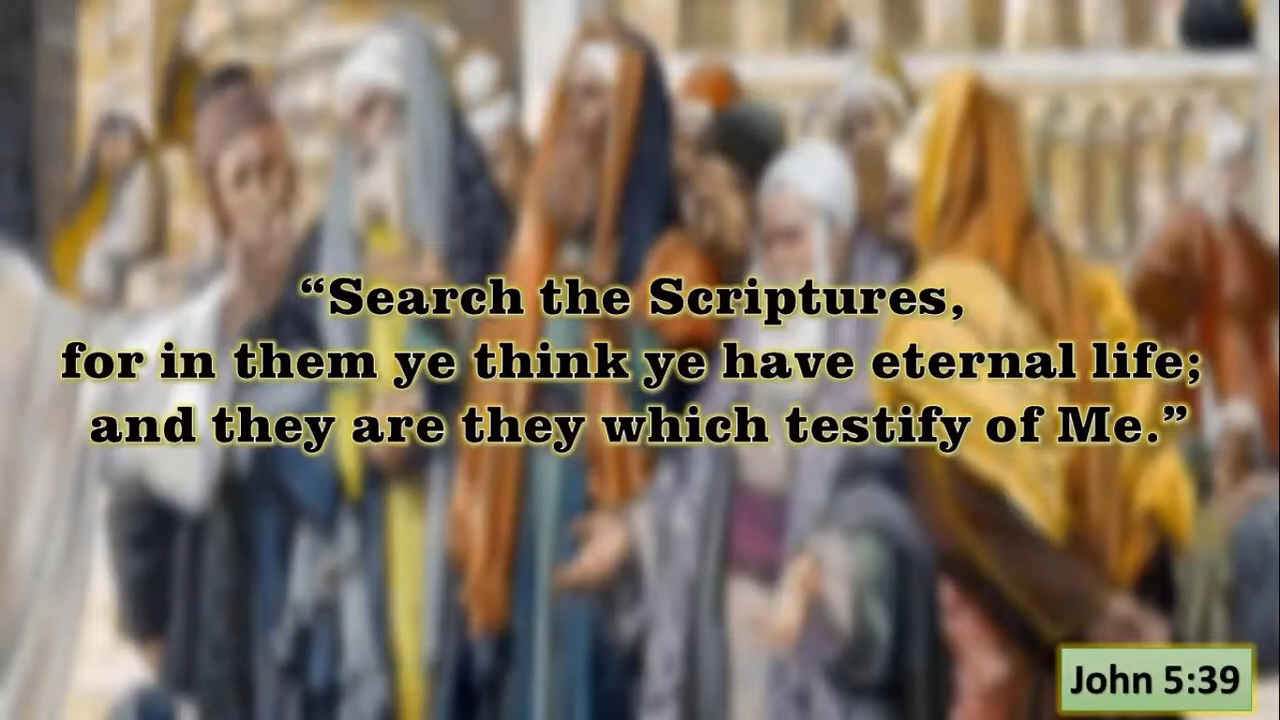 “Search the Scriptures,
for in them ye think ye have eternal life;
and they are they which testify of Me.”
John 5:39